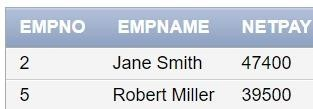 EMPNO EMPNAME NETPAY
2 Jane Smith 47400
5 Robert Miller 39500